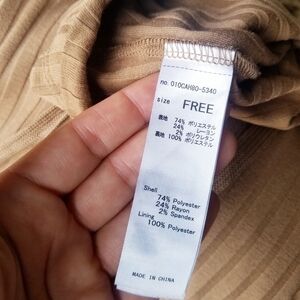 no. 010CAH80-5340
size FREE
表地 74% ポリエステル
24% レーヨン
2% ポリウレタン
裏地 100% ポリエステル
Shell
74% Polyester
24% Rayon
2% Spandex
Lining
100% Polyester
MADE IN CHINA